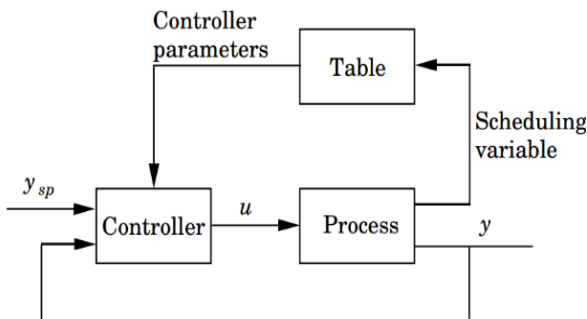 Controller
parameters
Table
Scheduling
variable
y sp
Controller
u
Process
y